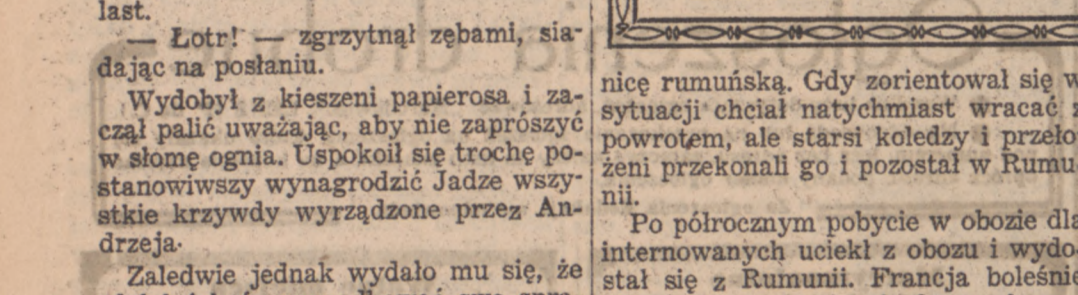 last.
— Łotr! — zgrzytnął zębami, sia-
dając na posłaniu.
Wydobył z kieszeni papierosa i za-
czął palić uważając, aby nie zaprószyć
w słomę ognia. Uspokoił się trochę po-
stanowiwszy wynagrodzić Jadze wszy-
stkie krzywdy wyrządzone przez An-
drzeja.
Zaledwie jednak wydało mu się, że
nicę rumuńską. Gdy zorientował się w
sytuacji chciał natychmiast wracać z
powrotem, ale starsi koledzy i przeło
żeni przekonali go i pozostał w Rumu
nii.
Po półrocznym pobycie w obozie dla
internowanych uciekł z obozu i wydo
stał się z Rumunii. Francja boleśnie